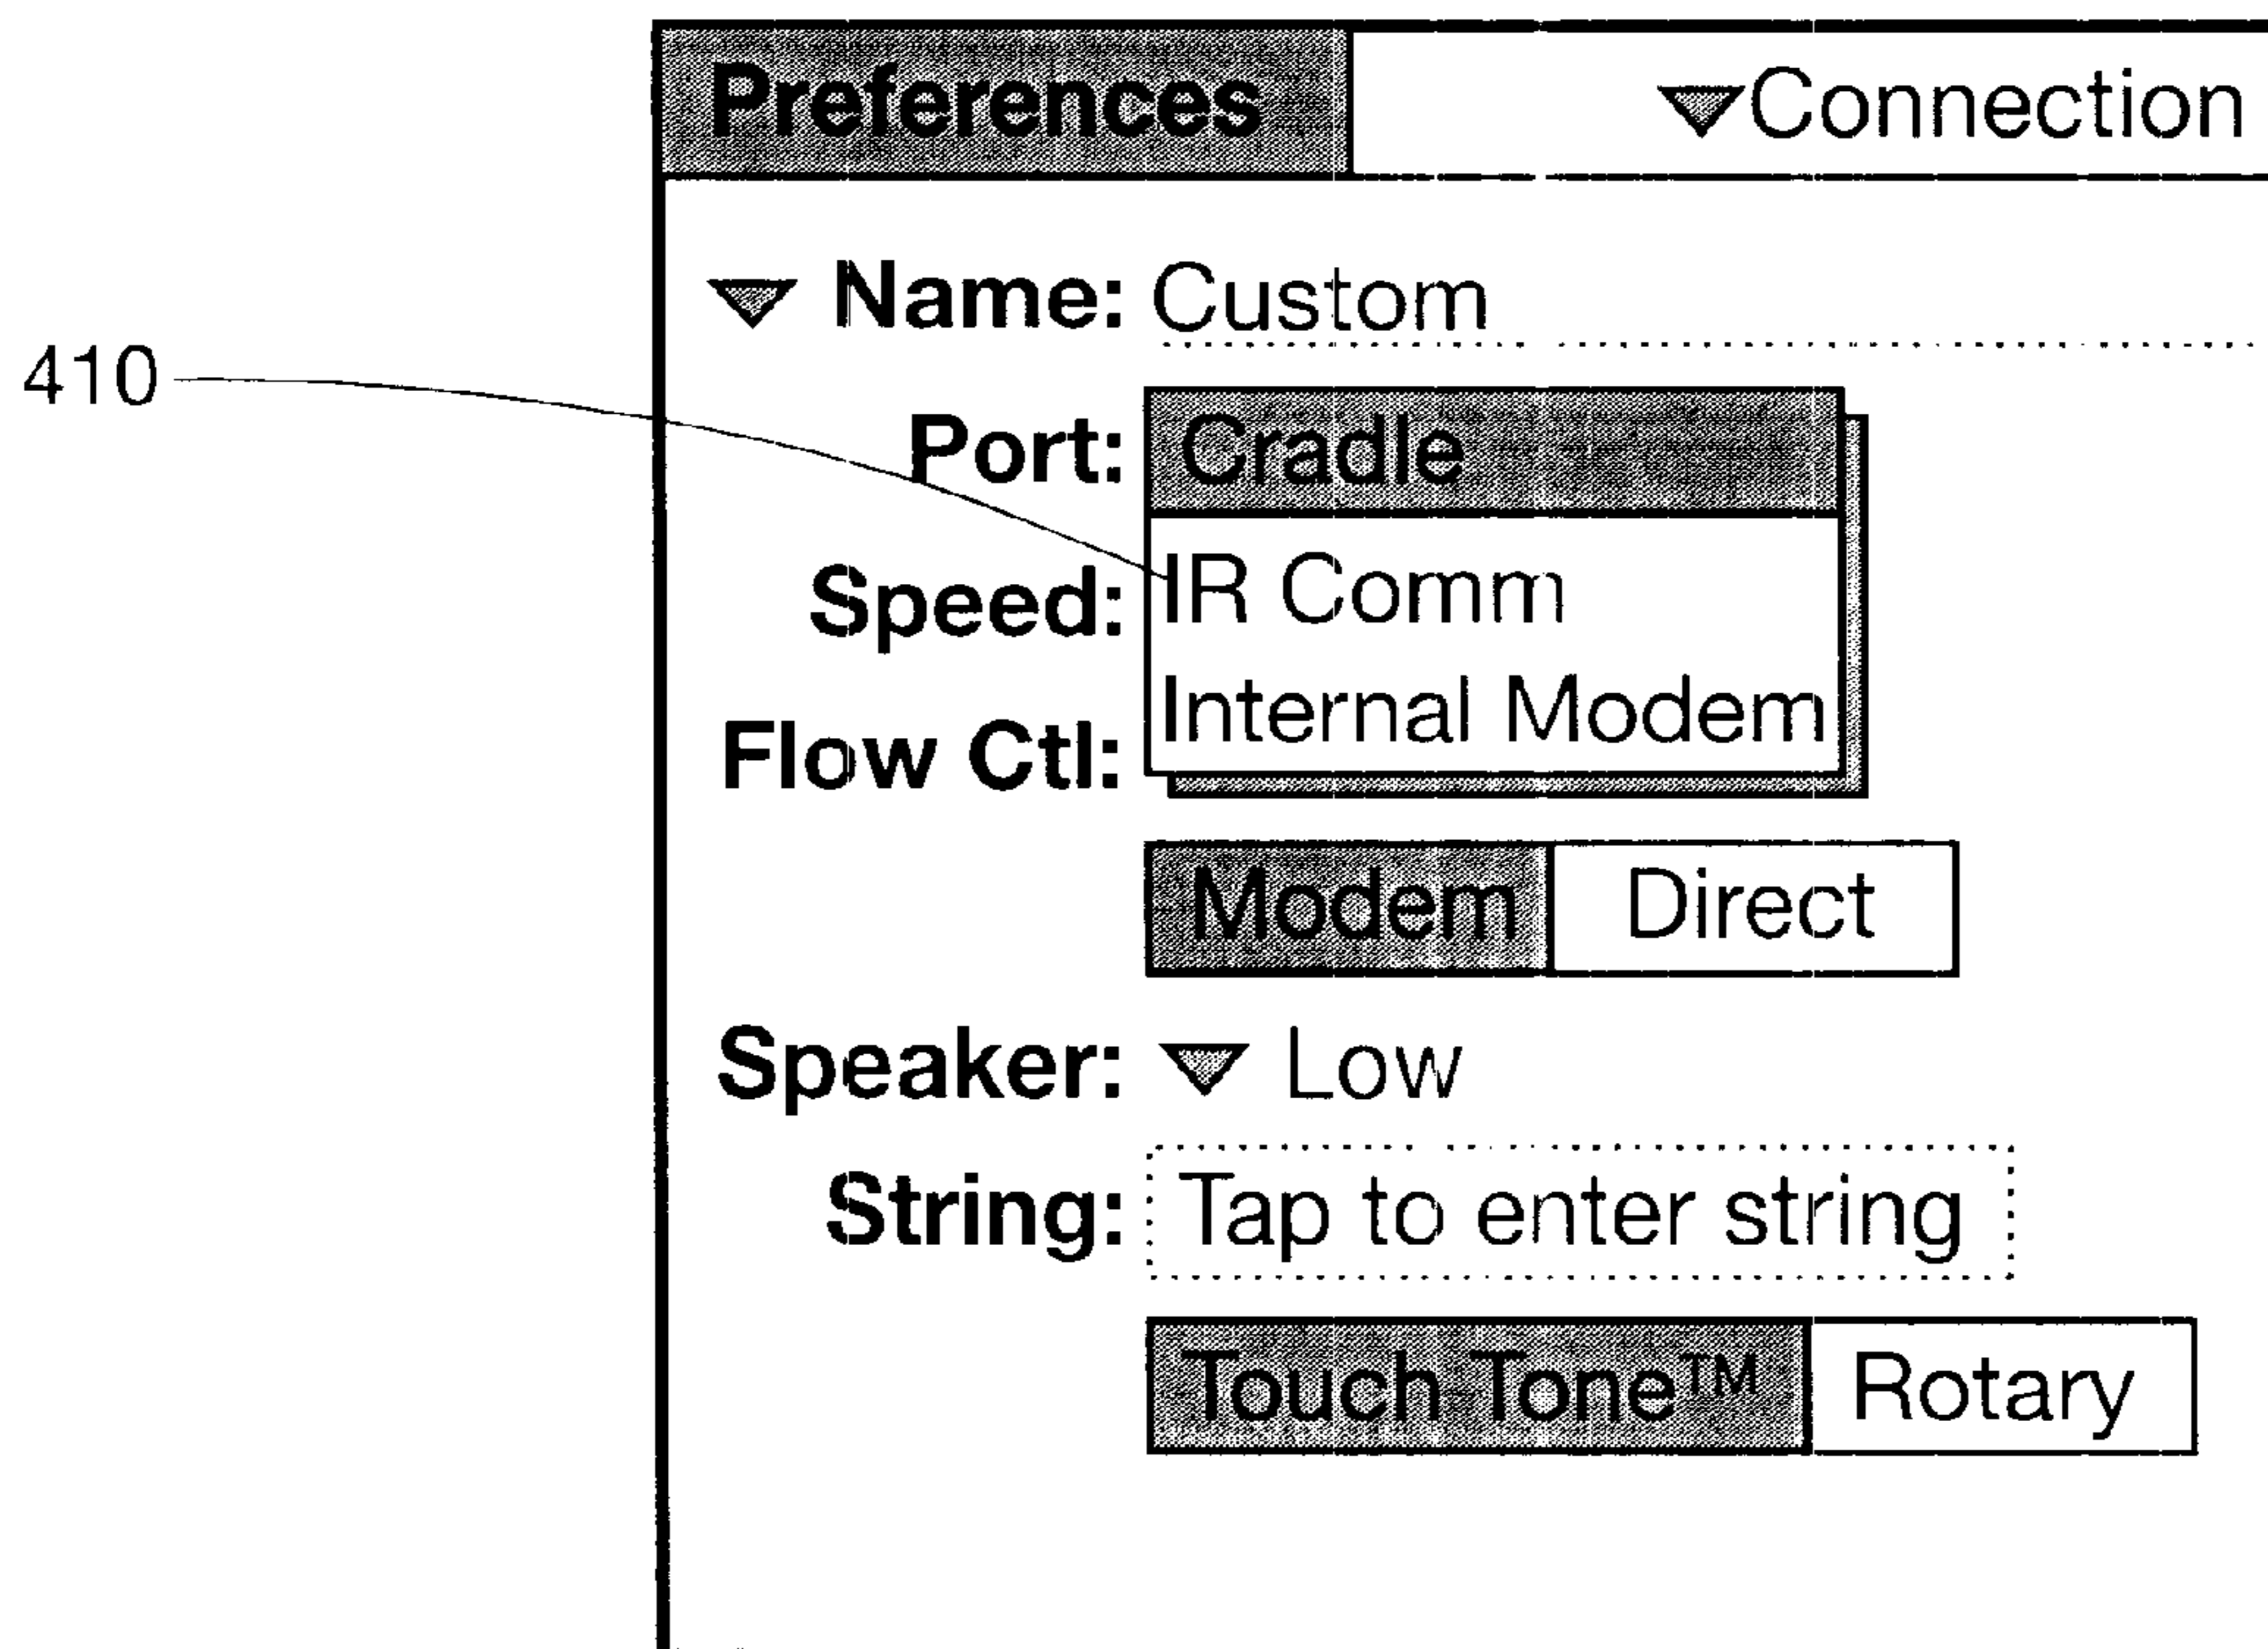 Preferences Connection
Name: Custom
410
Port: Cradle
Speed: IR Comm
Internal Modem
Flow Ctl:
Modem Direct
Speaker: Low
String: Tap to enter string
Touch Tone™ Rotary